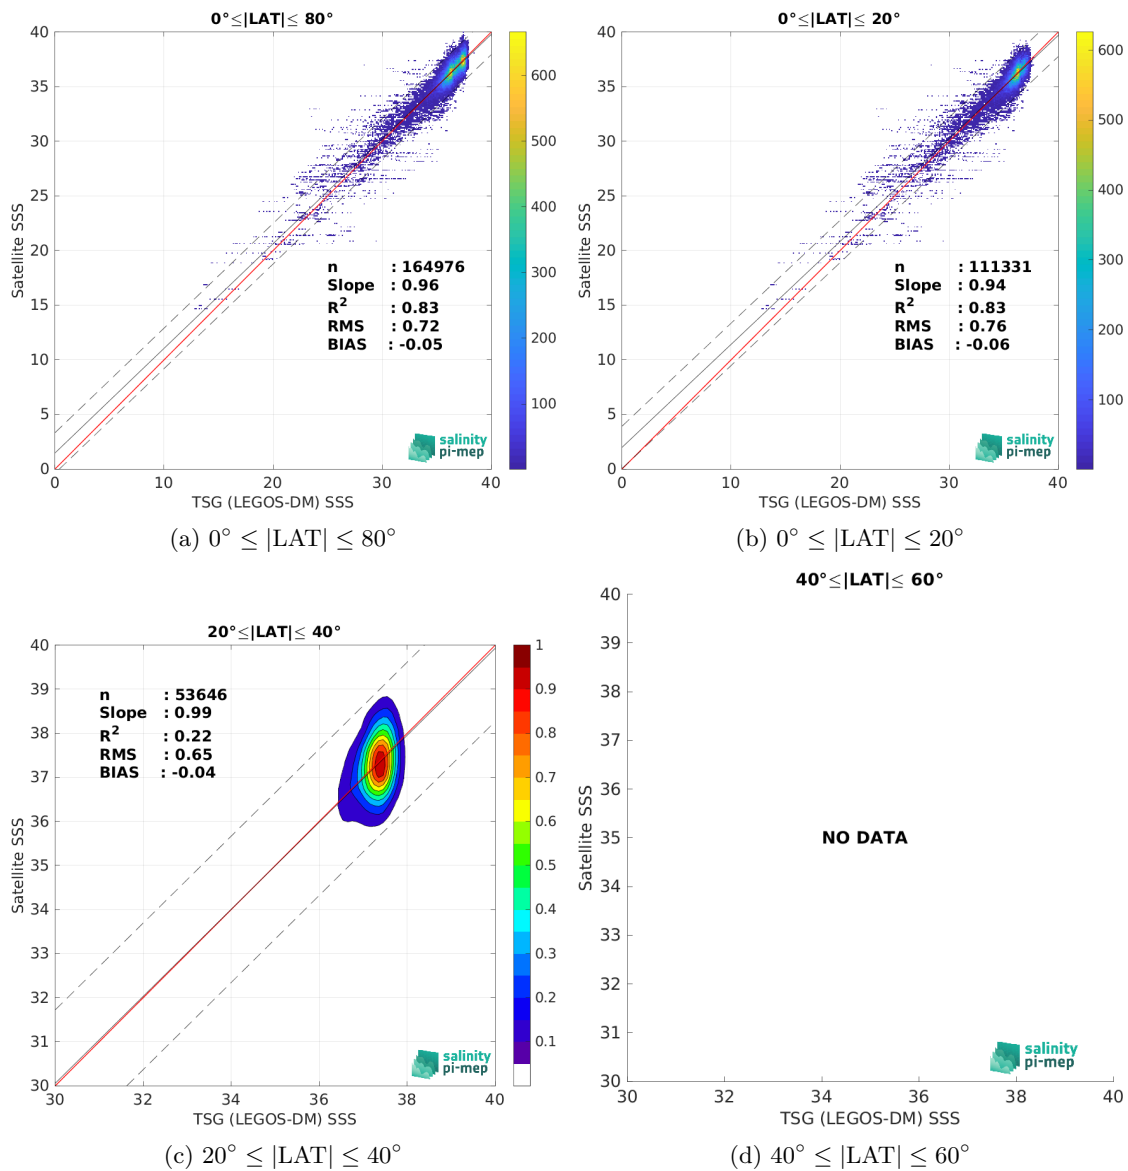 0°≤|LAT|≤ 80°
40
35
30
25
20
15
10
5
0
Satellite SSS
n : 164976
Slope : 0.96
R² : 0.83
RMS : 0.72
BIAS : -0.05
salinity
pi-mep
0 10 20 30 40
TSG (LEGOS-DM) SSS
600
500
400
300
200
100
(a) 0° ≤ |LAT| ≤ 80°
0°≤|LAT|≤ 20°
40
35
30
25
20
15
10
5
0
Satellite SSS
n : 111331
Slope : 0.94
R² : 0.83
RMS : 0.76
BIAS : -0.06
salinity
pi-mep
0 10 20 30 40
TSG (LEGOS-DM) SSS
600
500
400
300
200
100
(b) 0° ≤ |LAT| ≤ 20°
20°≤|LAT|≤ 40°
40
39
38
37
36
35
34
33
32
31
30
Satellite SSS
n : 53646
Slope : 0.99
R² : 0.22
RMS : 0.65
BIAS : -0.04
salinity
pi-mep
30 32 34 36 38 40
TSG (LEGOS-DM) SSS
1
0.9
0.8
0.7
0.6
0.5
0.4
0.3
0.2
0.1
(c) 20° ≤ |LAT| ≤ 40°
40°≤|LAT|≤ 60°
40
39
38
37
36
35
34
33
32
31
30
Satellite SSS
NO DATA
salinity
pi-mep
30 32 34 36 38 40
TSG (LEGOS-DM) SSS
(d) 40° ≤ |LAT| ≤ 60°